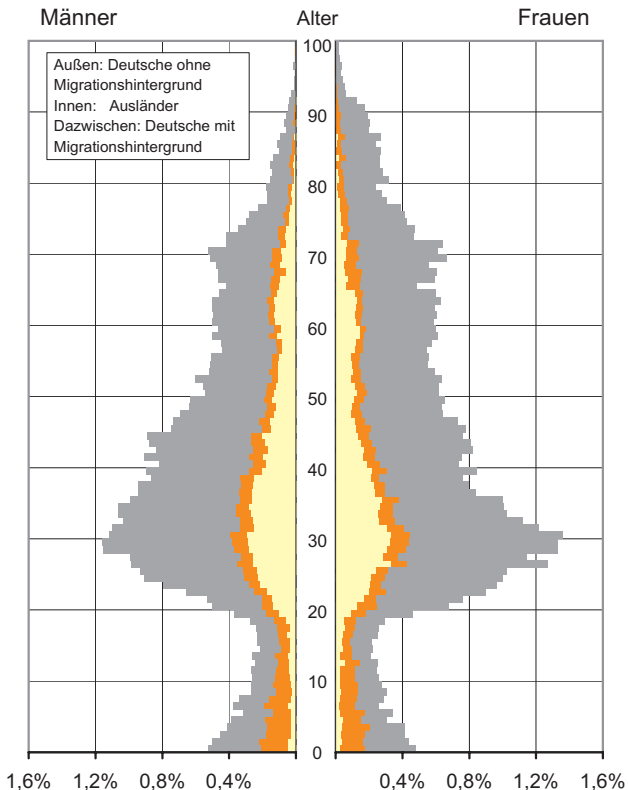 Männer Alter Frauen
Außen: Deutsche ohne
Migrationshintergrund
Innen: Ausländer
Dazwischen: Deutsche mit
Migrationshintergrund
100
90
80
70
60
50
40
30
20
10
0
1,6% 1,2% 0,8% 0,4% 0,4% 0,8% 1,2% 1,6%